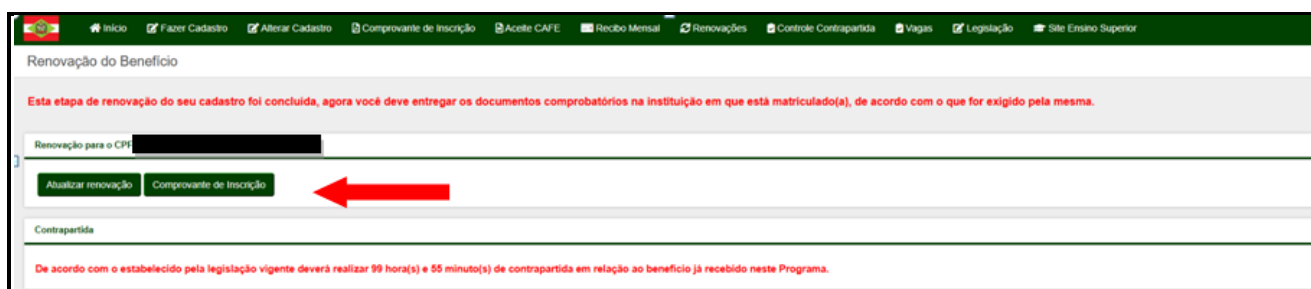 Início Fazer Cadastro Alterar Cadastro Comprovante de Inscrição Aceite CAFE Recibo Mensal Renovações Controle Contrapartida Vagas Legislação Site Ensino Superior
Renovação do Benefício
Esta etapa de renovação do seu cadastro foi concluída, agora você deve entregar os documentos comprobatórios na instituição em que está matriculado(a), de acordo com o que for exigido pela mesma.
Renovação para o CPF
Atualizar renovação Comprovante de Inscrição
Contrapartida
De acordo com o estabelecido pela legislação vigente deverá realizar 99 hora(s) e 55 minuto(s) de contrapartida em relação ao benefício já recebido neste Programa.